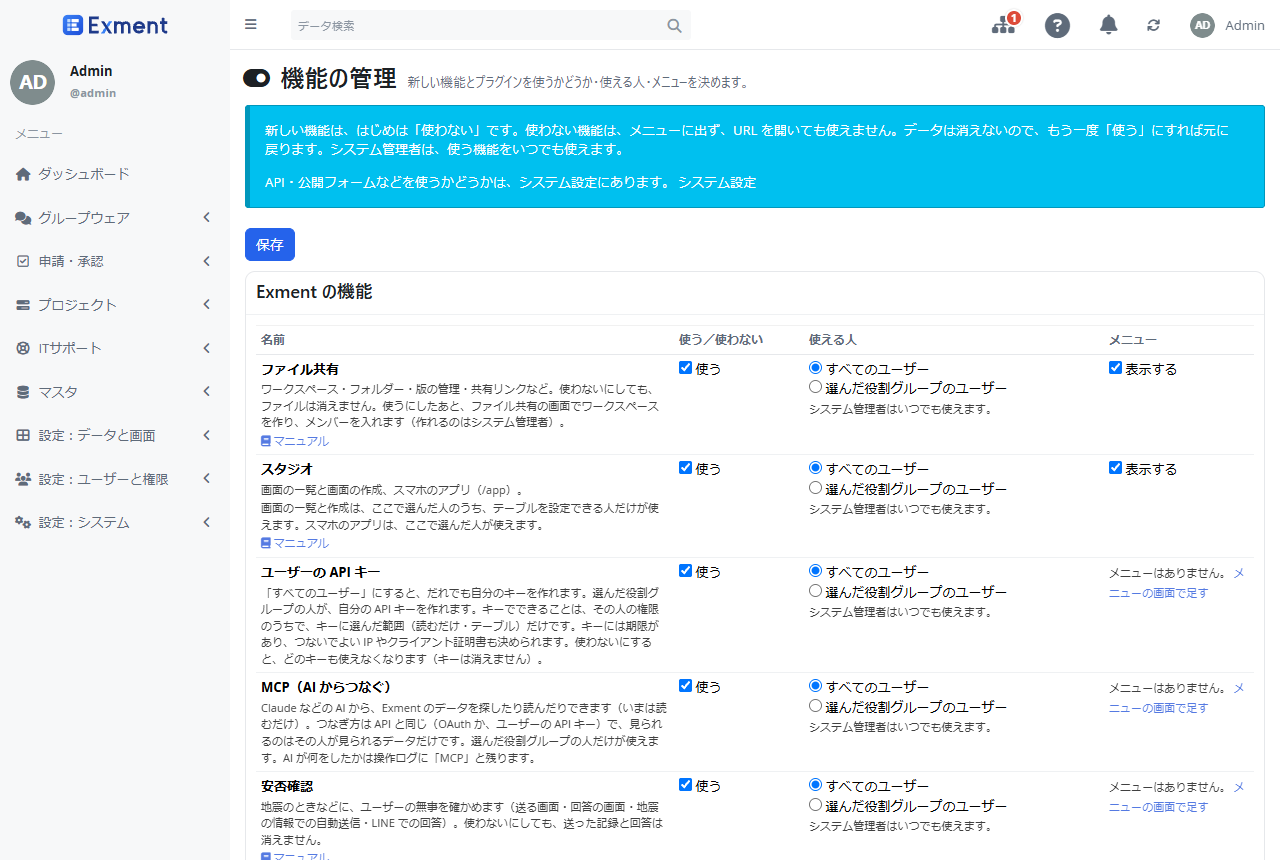 Exment
データ検索
1
AD
Admin
AD
Admin
@admin
メニュー
ダッシュボード
グループウェア
申請・承認
プロジェクト
ITサポート
マスタ
設定：データと画面
設定：ユーザーと権限
設定：システム
機能の管理 新しい機能とプラグインを使うかどうか・使える人・メニューを決めます。
新しい機能は、はじめは「使わない」です。使わない機能は、メニューに出ず、URL を開いても使えません。データは消えないので、もう一度「使う」にすれば元に
戻ります。システム管理者は、使う機能をいつでも使えます。
API・公開フォームなどを使うかどうかは、システム設定にあります。 システム設定
保存
Exment の機能
名前 使う／使わない 使える人 メニュー
ファイル共有 使う すべてのユーザー 表示する
選んだ役割グループのユーザー
システム管理者はいつでも使えます。
ワークスペース・フォルダー・版の管理・共有リンクなど。使わないにしても、
ファイルは消えません。使うにしたあと、ファイル共有の画面でワークスペース
を作り、メンバーを入れます（作れるのはシステム管理者）。
マニュアル
スタジオ 使う すべてのユーザー 表示する
選んだ役割グループのユーザー
システム管理者はいつでも使えます。
画面の一覧と画面の作成、スマホのアプリ（/app）。
画面の一覧と作成は、ここで選んだ人のうち、テーブルを設定できる人だけが使
えます。スマホのアプリは、ここで選んだ人が使えます。
マニュアル
ユーザーの API キー 使う すべてのユーザー メニューはありません。 メ
ニューの画面で足す
選んだ役割グループのユーザー
システム管理者はいつでも使えます。
「すべてのユーザー」にすると、だれでも自分のキーを作れます。選んだ役割グ
ループの人が、自分の API キーを作れます。キーでできることは、その人の権限
のうちで、キーに選んだ範囲（読むだけ・テーブル）だけです。キーには期限が
あり、つないでよい IP やクライアント証明書も決められます。使わないにする
と、どのキーも使えなくなります（キーは消えません）。
MCP（AI からつなぐ） 使う すべてのユーザー メニューはありません。 メ
ニューの画面で足す
選んだ役割グループのユーザー
システム管理者はいつでも使えます。
Claude などの AI から、Exment のデータを探したり読んだりできます（いまは読
むだけ）。つなぎ方は API と同じ（OAuth か、ユーザーの API キー）で、見られ
るのはその人が見られるデータだけです。選んだ役割グループの人だけが使えま
す。AI が何をしたかは操作ログに「MCP」と残ります。
安否確認 使う すべてのユーザー メニューはありません。 メ
ニューの画面で足す
選んだ役割グループのユーザー
システム管理者はいつでも使えます。
地震のときなどに、ユーザーの無事を確かめます（送る画面・回答の画面・地震
の情報での自動送信・LINE での回答）。使わないにしても、送った記録と回答は
消えません。
マニュアル